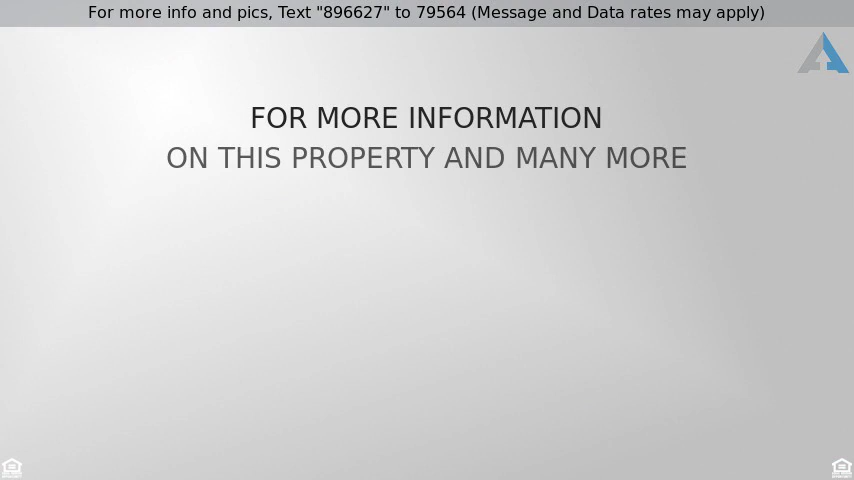 For more info and pics, Text "896627" to 79564 (Message and Data rates may apply)
FOR MORE INFORMATION
ON THIS PROPERTY AND MANY MORE